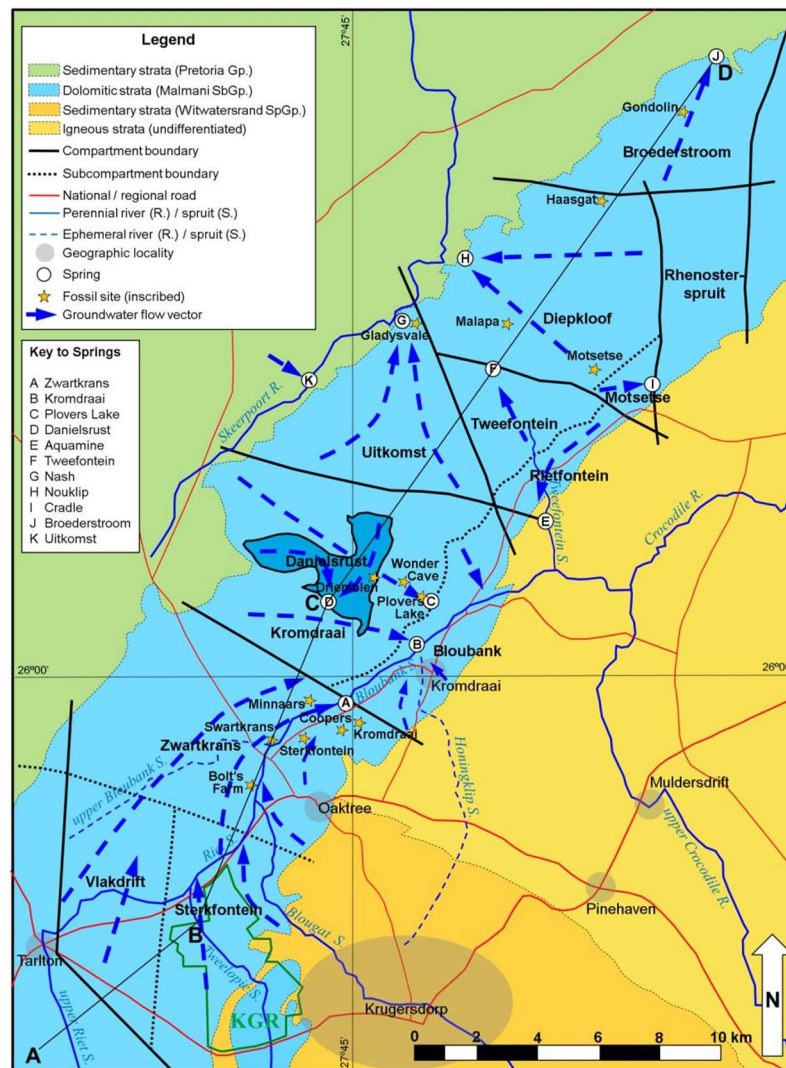 27°45'
Legend
Sedimentary strata (Pretoria Gp.)
Dolomitic strata (Malmani SbGp.)
Sedimentary strata (Witwatersrand SpGp.)
Igneous strata (undifferentiated)
Compartment boundary
Subcompartment boundary
National / regional road
Perennial river (R.) / spruit (S.)
Ephemeral river (R.) / spruit (S.)
Geographic locality
Spring
Fossil site (inscribed)
Groundwater flow vector
Key to Springs
A Zwartkrans
B Kromdraai
C Plovers Lake
D Danielsrust
E Aquamine
F Tweefontein
G Nash
H Nouklip
I Cradle
J Broederstroom
K Uitkomst
J
D
Gondolin
Broederstroom
Haasgat
H
Rhenoster-
spruit
G
Gladysvale
Malapa
Diepkloof
Motsetse
F
K
I
Motsetse
Skeerpoort R.
Tweefontein
Uitkomst
Rietfontein
Tweefontein S.
E
Crocodile R.
Danielsrust
Wonder
Cave
Drimolen
Plovers
Lake
C
C
D
Kromdraai
B
Bloubank
26°00'
26°00'
Bloubank S.
Kromdraai
Minnaars
A
Coopers
Kromdraai
Swartkrans
Zwartkrans
Sterkfontein
Honingklip S.
Bolt's
Farm
upper Bloubank S.
Oaktree
Muldersdrift
Riet S.
upper Crocodile R.
Vlakdrift
Sterkfontein
Pinehaven
B
Blougat S.
Tarlton
Tweelopie S.
upper Riet S.
KGR
Krugersdorp
N
A
27°45'
0 2 4 6 8 10 km